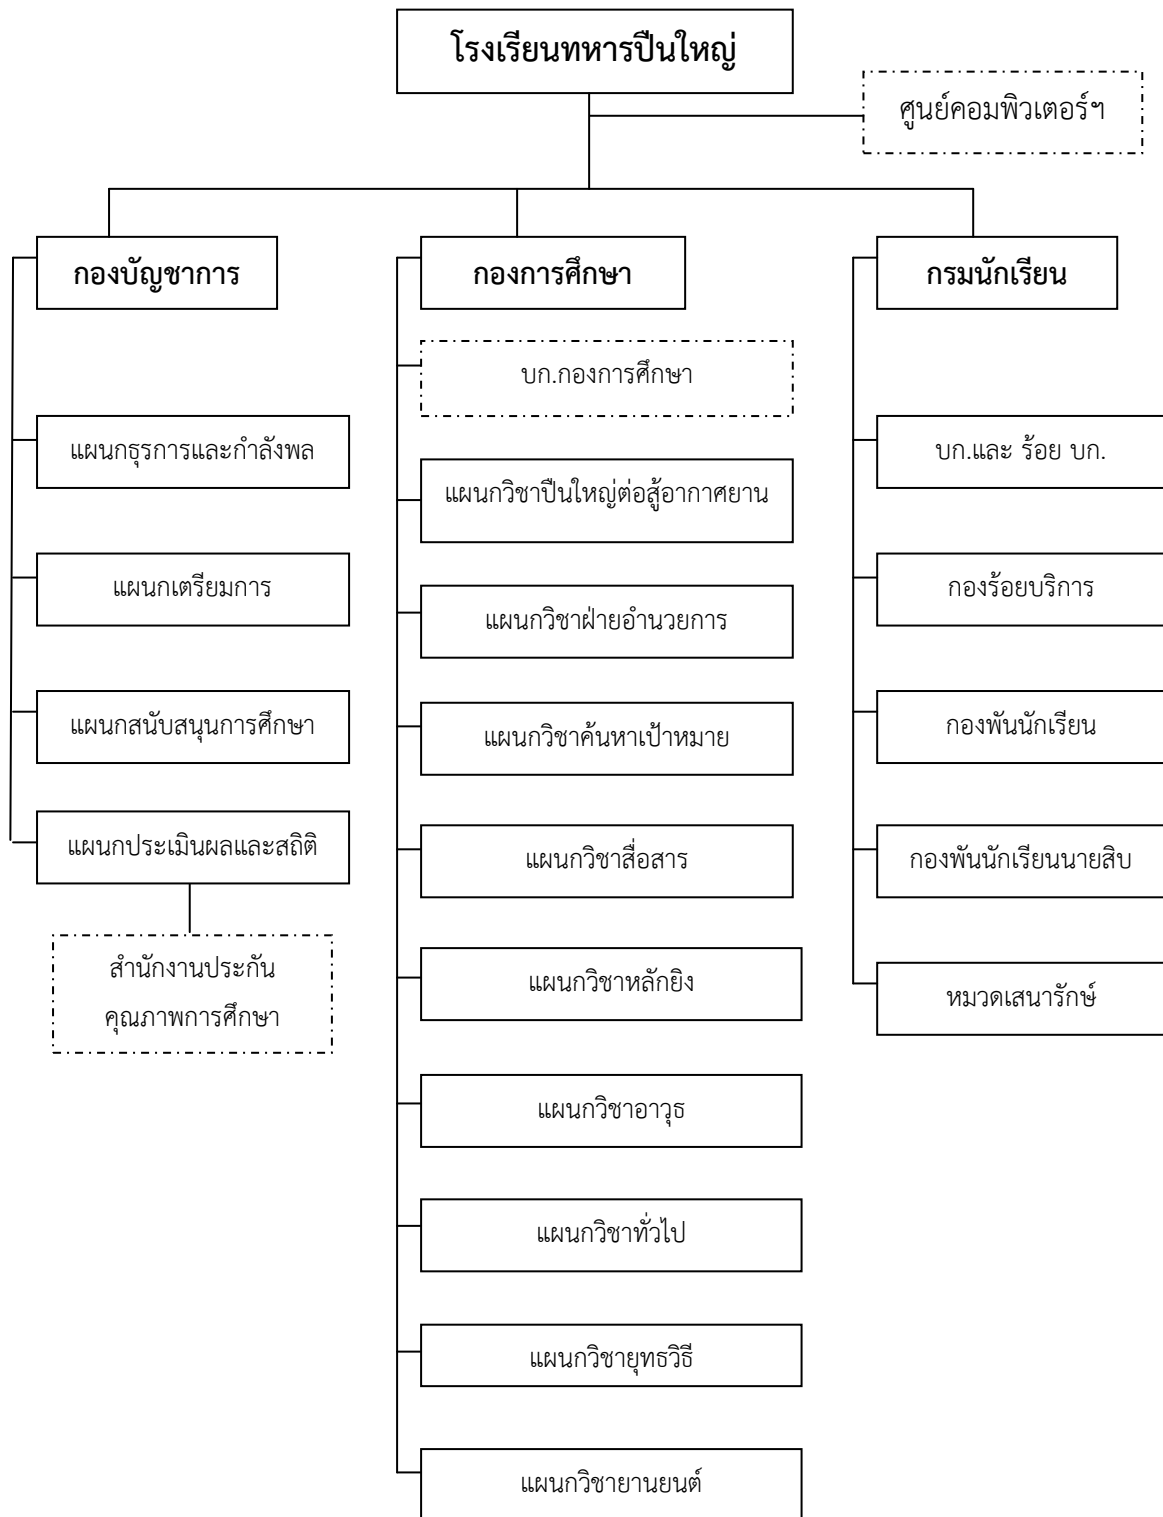 โรงเรียนทหารปืนใหญ่
ศูนย์คอมพิวเตอร์ฯ
กองบัญชาการ
แผนกธุรการและกำลังพล
แผนกเตรียมการ
แผนกสนับสนุนการศึกษา
แผนกประเมินผลและสถิติ
สำนักงานประกัน
คุณภาพการศึกษา
กองการศึกษา
บก.กองการศึกษา
แผนกวิชาปืนใหญ่ต่อสู้อากาศยาน
แผนกวิชาฝ่ายอำนวยการ
แผนกวิชาค้นหาเป้าหมาย
แผนกวิชาสื่อสาร
แผนกวิชาหลักยิง
แผนกวิชาอาวุธ
แผนกวิชาทั่วไป
แผนกวิชายุทธวิธี
แผนกวิชายานยนต์
กรมนักเรียน
บก.และ ร้อย บก.
กองร้อยบริการ
กองพันนักเรียน
กองพันนักเรียนนายสิบ
หมวดเสนารักษ์